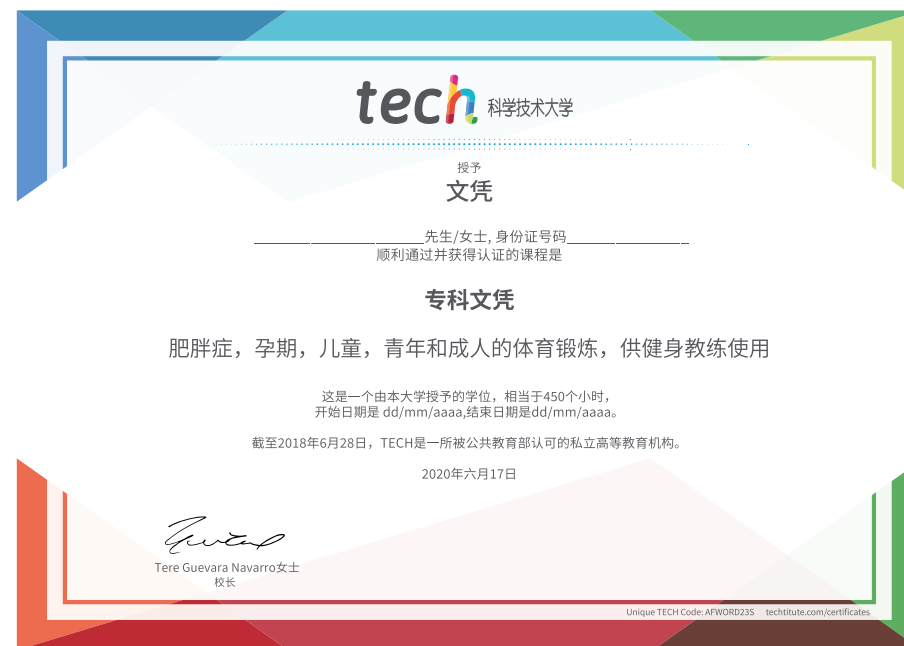 tech 科学技术大学
授予
文凭
____________________先生/女士, 身份证号码_______________
顺利通过并获得认证的课程是
专科文凭
肥胖症，孕期，儿童，青年和成人的体育锻炼，供健身教练使用
这是一个由本大学授予的学位，相当于450个小时，
开始日期是 dd/mm/aaaa,结束日期是dd/mm/aaaa。
截至2018年6月28日，TECH是一所被公共教育部认可的私立高等教育机构。
2020年六月17日
Tere Guevara Navarro女士
校长
Unique TECH Code: AFWORD23S techtitute.com/certificates